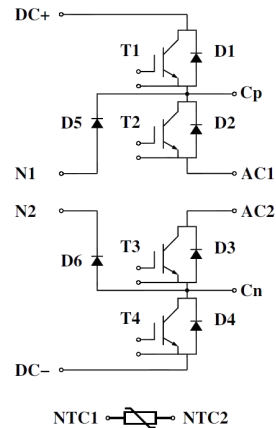 DC+
T1 D1
Cp
D5 T2 D2
N1 AC1
N2 AC2
D6 T3 D3
Cn
T4 D4
DC−
NTC1 NTC2